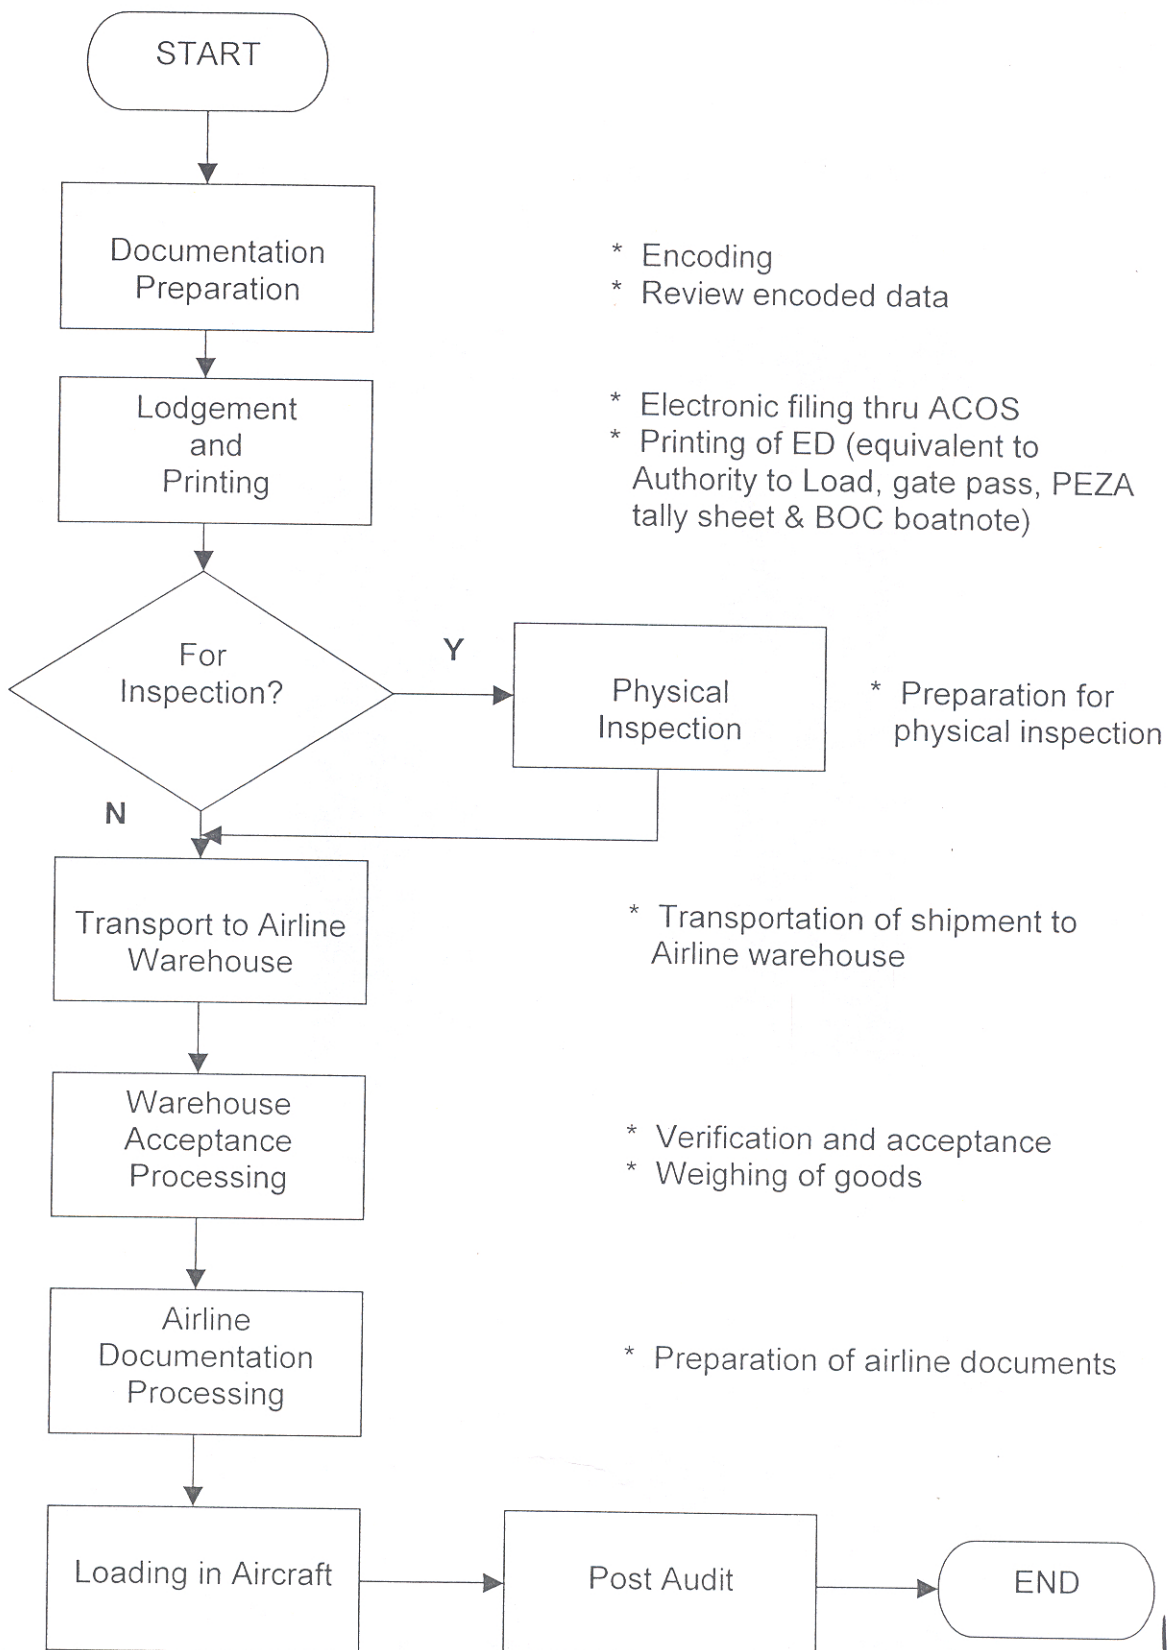 START
Documentation
Preparation
* Encoding
* Review encoded data
Lodgement
and
Printing
* Electronic filing thru ACOS
* Printing of ED (equivalent to
Authority to Load, gate pass, PEZA
tally sheet & BOC boatnote)
For
Inspection?
Y
Physical
Inspection
* Preparation for
physical inspection
N
Transport to Airline
Warehouse
* Transportation of shipment to
Airline warehouse
Warehouse
Acceptance
Processing
* Verification and acceptance
* Weighing of goods
Airline
Documentation
Processing
* Preparation of airline documents
Loading in Aircraft
Post Audit
END